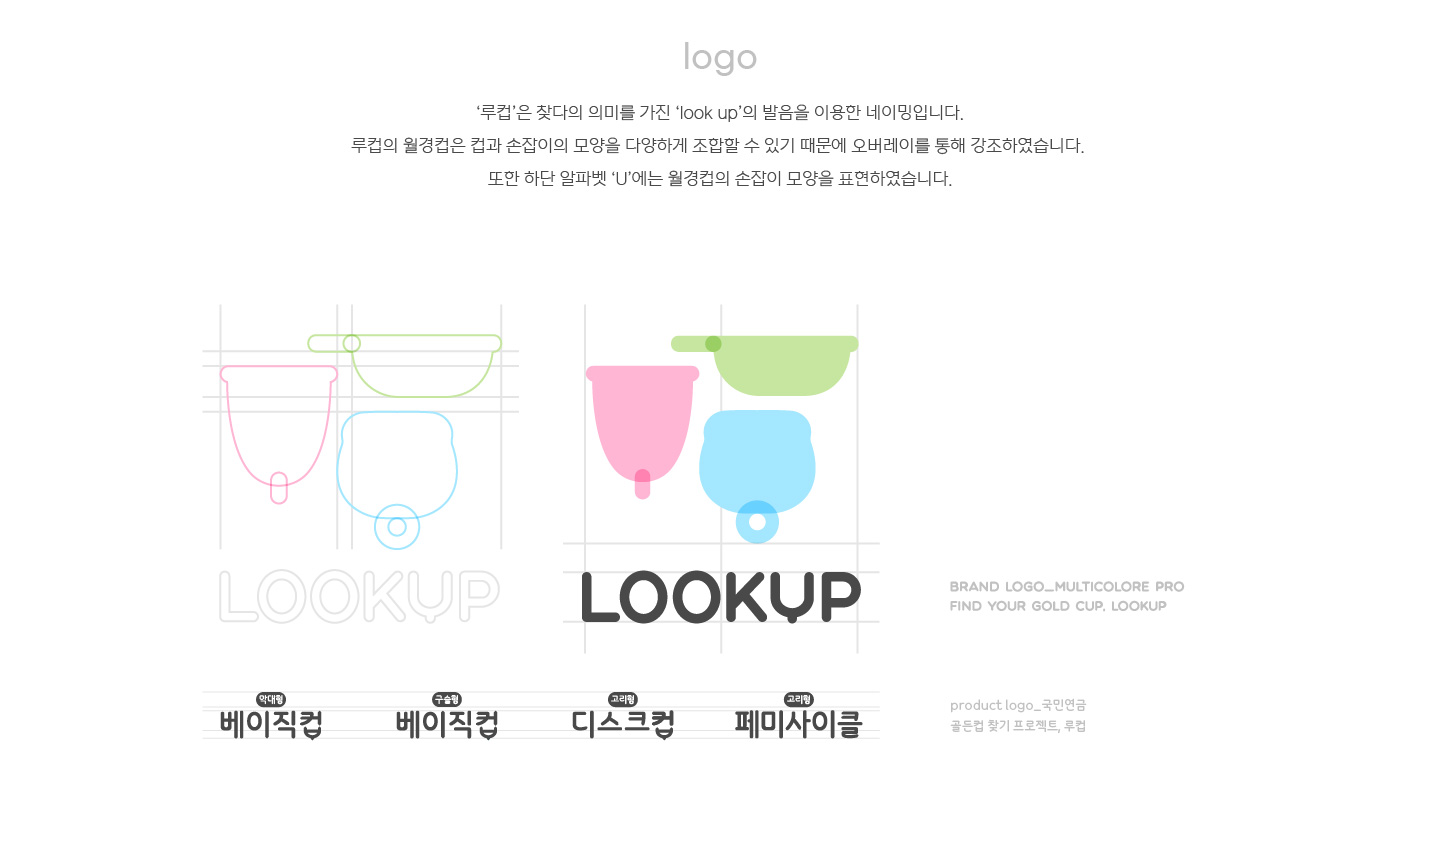 logo
‘루컵’은 찾다의 의미를 가진 ‘look up’의 발음을 이용한 네이밍입니다.
루컵의 월경컵은 컵과 손잡이의 모양을 다양하게 조합할 수 있기 때문에 오버레이를 통해 강조하였습니다.
또한 하단 알파벳 ‘U’에는 월경컵의 손잡이 모양을 표현하였습니다.
LOOKUP
LOOKUP
BRAND LOGO_MULTICOLORE PRO
FIND YOUR GOLD CUP. LOOKUP
막대형 구슬형 고리형 고리형
베이직컵 베이직컵 디스크컵 페미사이클
product logo_국민연금
골든컵 찾기 프로젝트, 루컵